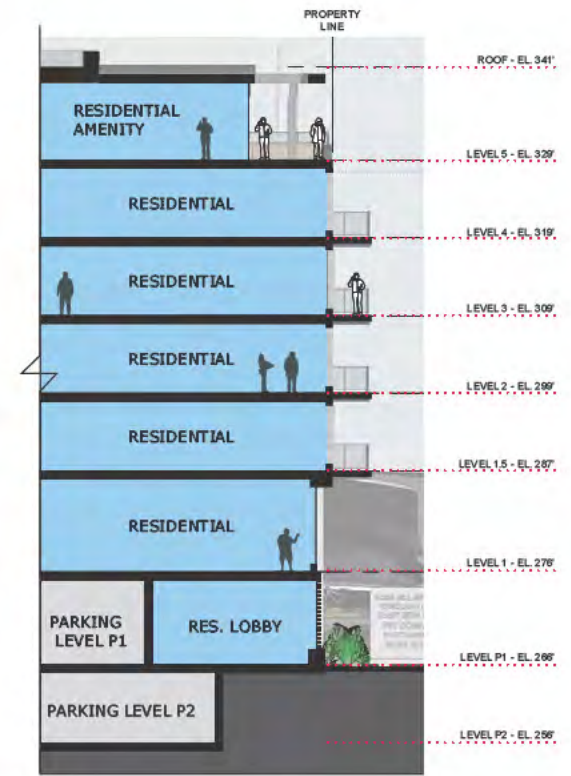 PROPERTY
LINE
ROOF - EL. 341'
RESIDENTIAL
AMENITY
LEVEL 5 - EL. 329'
RESIDENTIAL
LEVEL 4 - EL. 319'
RESIDENTIAL
LEVEL 3 - EL. 309'
RESIDENTIAL
LEVEL 2 - EL. 299'
RESIDENTIAL
LEVEL 1.5 - EL. 287'
RESIDENTIAL
LEVEL 1 - EL. 276'
PARKING
LEVEL P1
RES. LOBBY
LEVEL P1 - EL. 266'
PARKING LEVEL P2
LEVEL P2 - EL. 256'